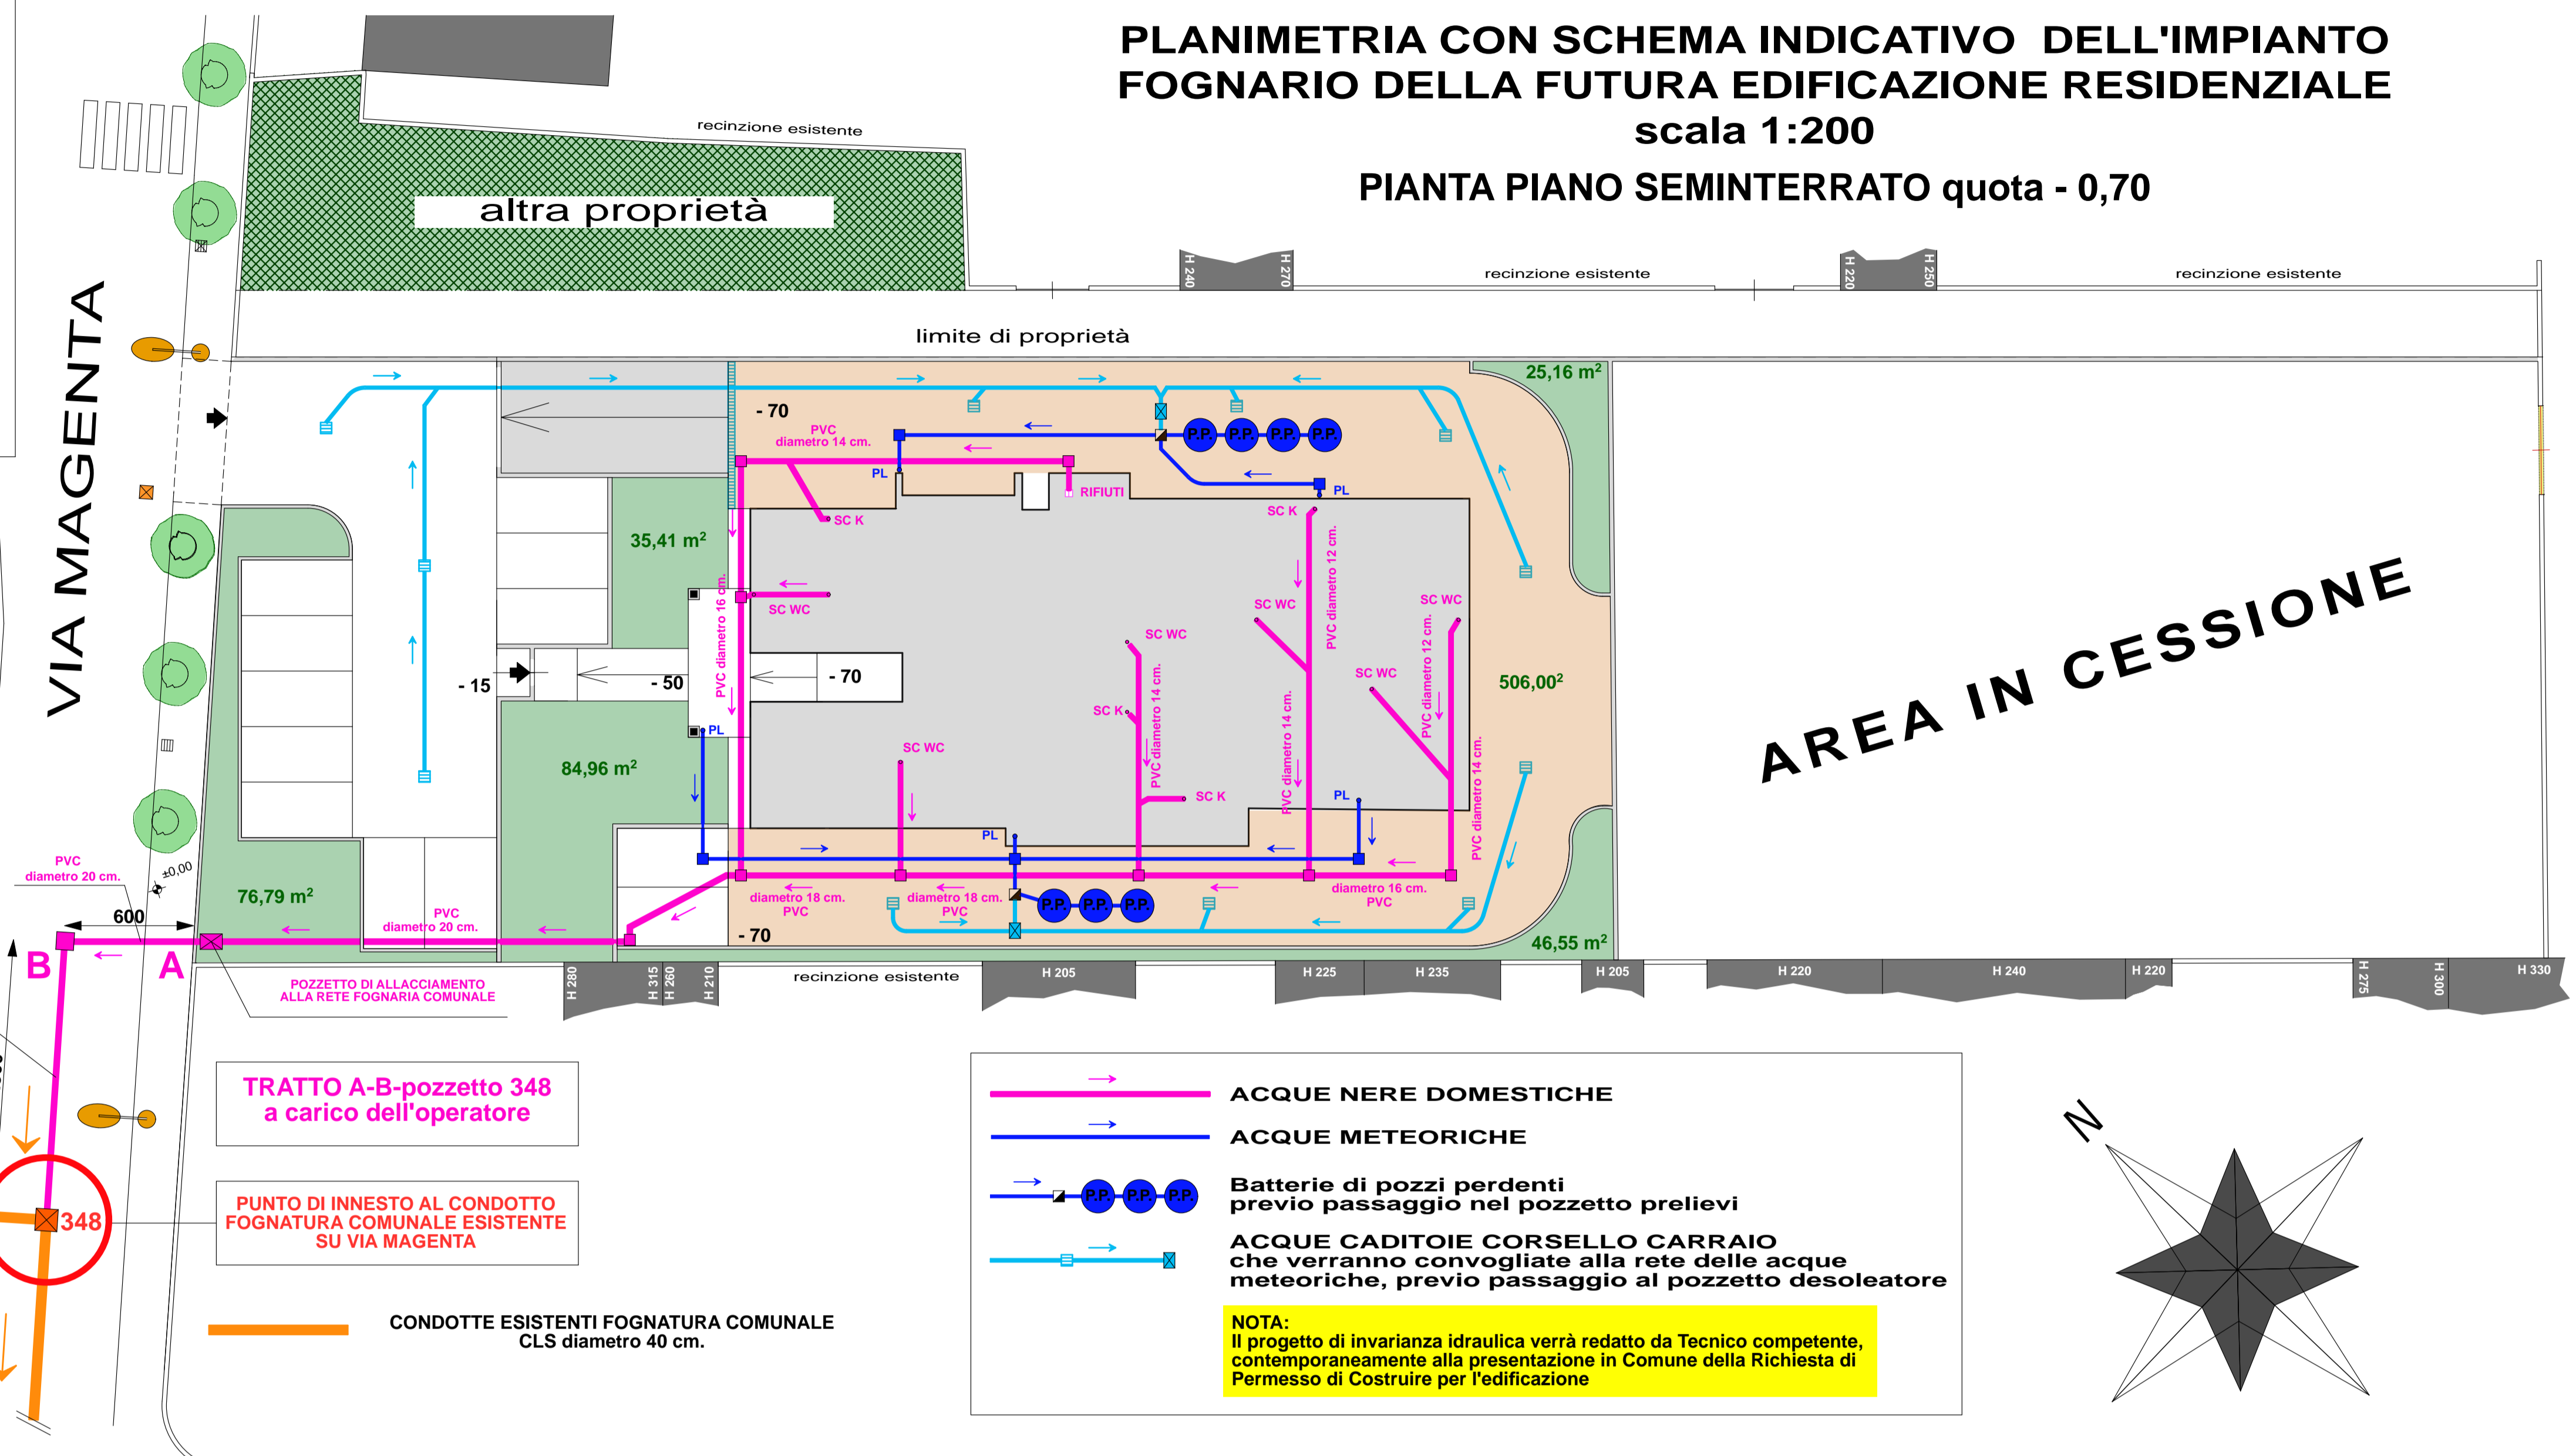 PLANIMETRIA CON SCHEMA INDICATIVO DELL'IMPIANTO
FOGNARIO DELLA FUTURA EDIFICAZIONE RESIDENZIALE
scala 1:200
PIANTA PIANO SEMINTERRATO quota - 0,70
recinzione esistente
altra proprietà
VIA MAGENTA
H 240
H 270
recinzione esistente
H 220
H 250
recinzione esistente
limite di proprietà
25,16 m²
- 70
PVC
diametro 14 cm.
P.P. P.P. P.P. P.P.
PL
RIFIUTI
PL
SC K
SC K
35,41 m²
PVC diametro 12 cm.
SC WC
PVC diametro 16 cm.
SC WC
SC WC
PVC diametro 12 cm.
SC WC
SC WC
- 15
- 50
- 70
506,00²
AREA IN CESSIONE
SC K
PVC diametro 14 cm.
PVC diametro 14 cm.
PVC diametro 14 cm.
PL
SC WC
84,96 m²
SC K
PL
PL
PVC
diametro 20 cm.
±0,00
76,79 m²
600
PVC
diametro 20 cm.
diametro 18 cm.
PVC
diametro 18 cm.
PVC
diametro 16 cm.
PVC
P.P. P.P. P.P.
- 70
46,55 m²
B
A
POZZETTO DI ALLACCIAMENTO
ALLA RETE FOGNARIA COMUNALE
H 280
H 315
H 260
H 210
recinzione esistente
H 205
H 225
H 235
H 205
H 220
H 240
H 220
H 275
H 300
H 330
TRATTO A-B-pozzetto 348
a carico dell'operatore
348
PUNTO DI INNESTO AL CONDOTTO
FOGNATURA COMUNALE ESISTENTE
SU VIA MAGENTA
CONDOTTE ESISTENTI FOGNATURA COMUNALE
CLS diametro 40 cm.
ACQUE NERE DOMESTICHE
ACQUE METEORICHE
P.P. P.P. P.P.
Batterie di pozzi perdenti
previo passaggio nel pozzetto prelievi
ACQUE CADITOIE CORSELLO CARRAIO
che verranno convogliate alla rete delle acque
meteoriche, previo passaggio al pozzetto desoleatore
NOTA:
Il progetto di invarianza idraulica verrà redatto da Tecnico competente,
contemporaneamente alla presentazione in Comune della Richiesta di
Permesso di Costruire per l'edificazione
N